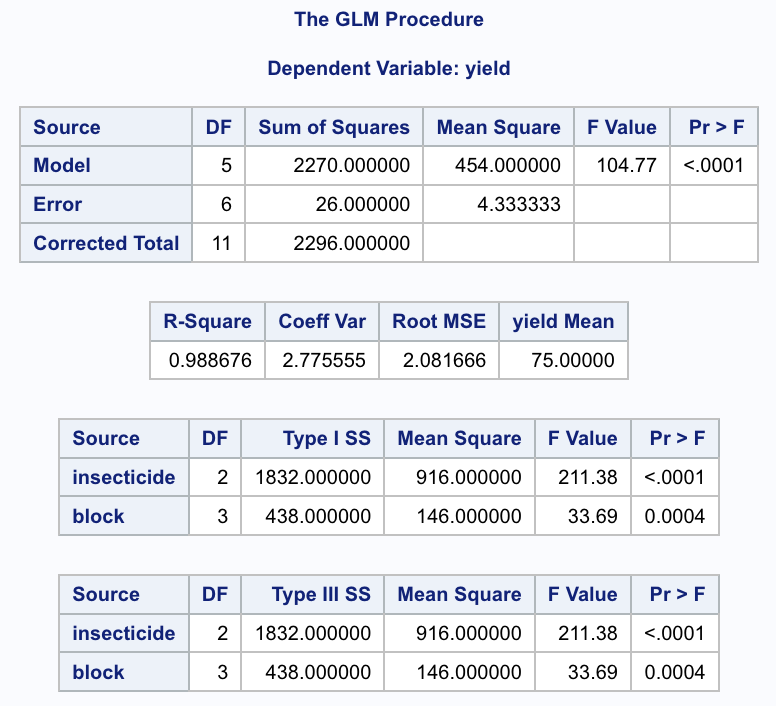 The GLM Procedure
Dependent Variable: yield
Source DF Sum of Squares Mean Square F Value Pr > F
Model 5 2270.000000 454.000000 104.77 <.0001
Error 6 26.000000 4.333333
Corrected Total 11 2296.000000
R-Square Coeff Var Root MSE yield Mean
0.988676 2.775555 2.081666 75.00000
Source DF Type I SS Mean Square F Value Pr > F
insecticide 2 1832.000000 916.000000 211.38 <.0001
block 3 438.000000 146.000000 33.69 0.0004
Source DF Type III SS Mean Square F Value Pr > F
insecticide 2 1832.000000 916.000000 211.38 <.0001
block 3 438.000000 146.000000 33.69 0.0004